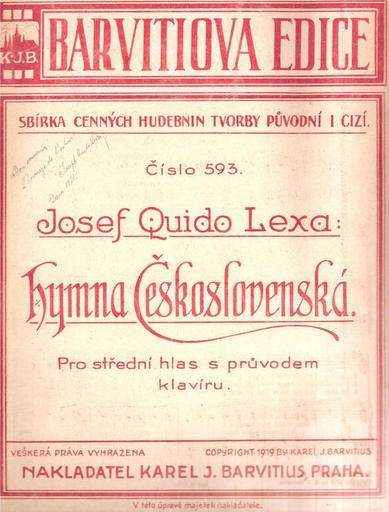 BARVITIOVA EDICE
K.J.B.
SBÍRKA CENNÝCH HUDEBNIN TVORBY PŮVODNÍ I CIZÍ.
Číslo 593.
Josef Quido Lexa:
Hymna Československá.
Pro střední hlas s průvodem
klavíru.
VEŠKERÁ PRÁVA VYHRAZENA COPYRIGHT 1919 BY KAREL J. BARVITIUS
NAKLADATEL KAREL J. BARVITIUS, PRAHA.
V této úpravě majetek nakladatele.